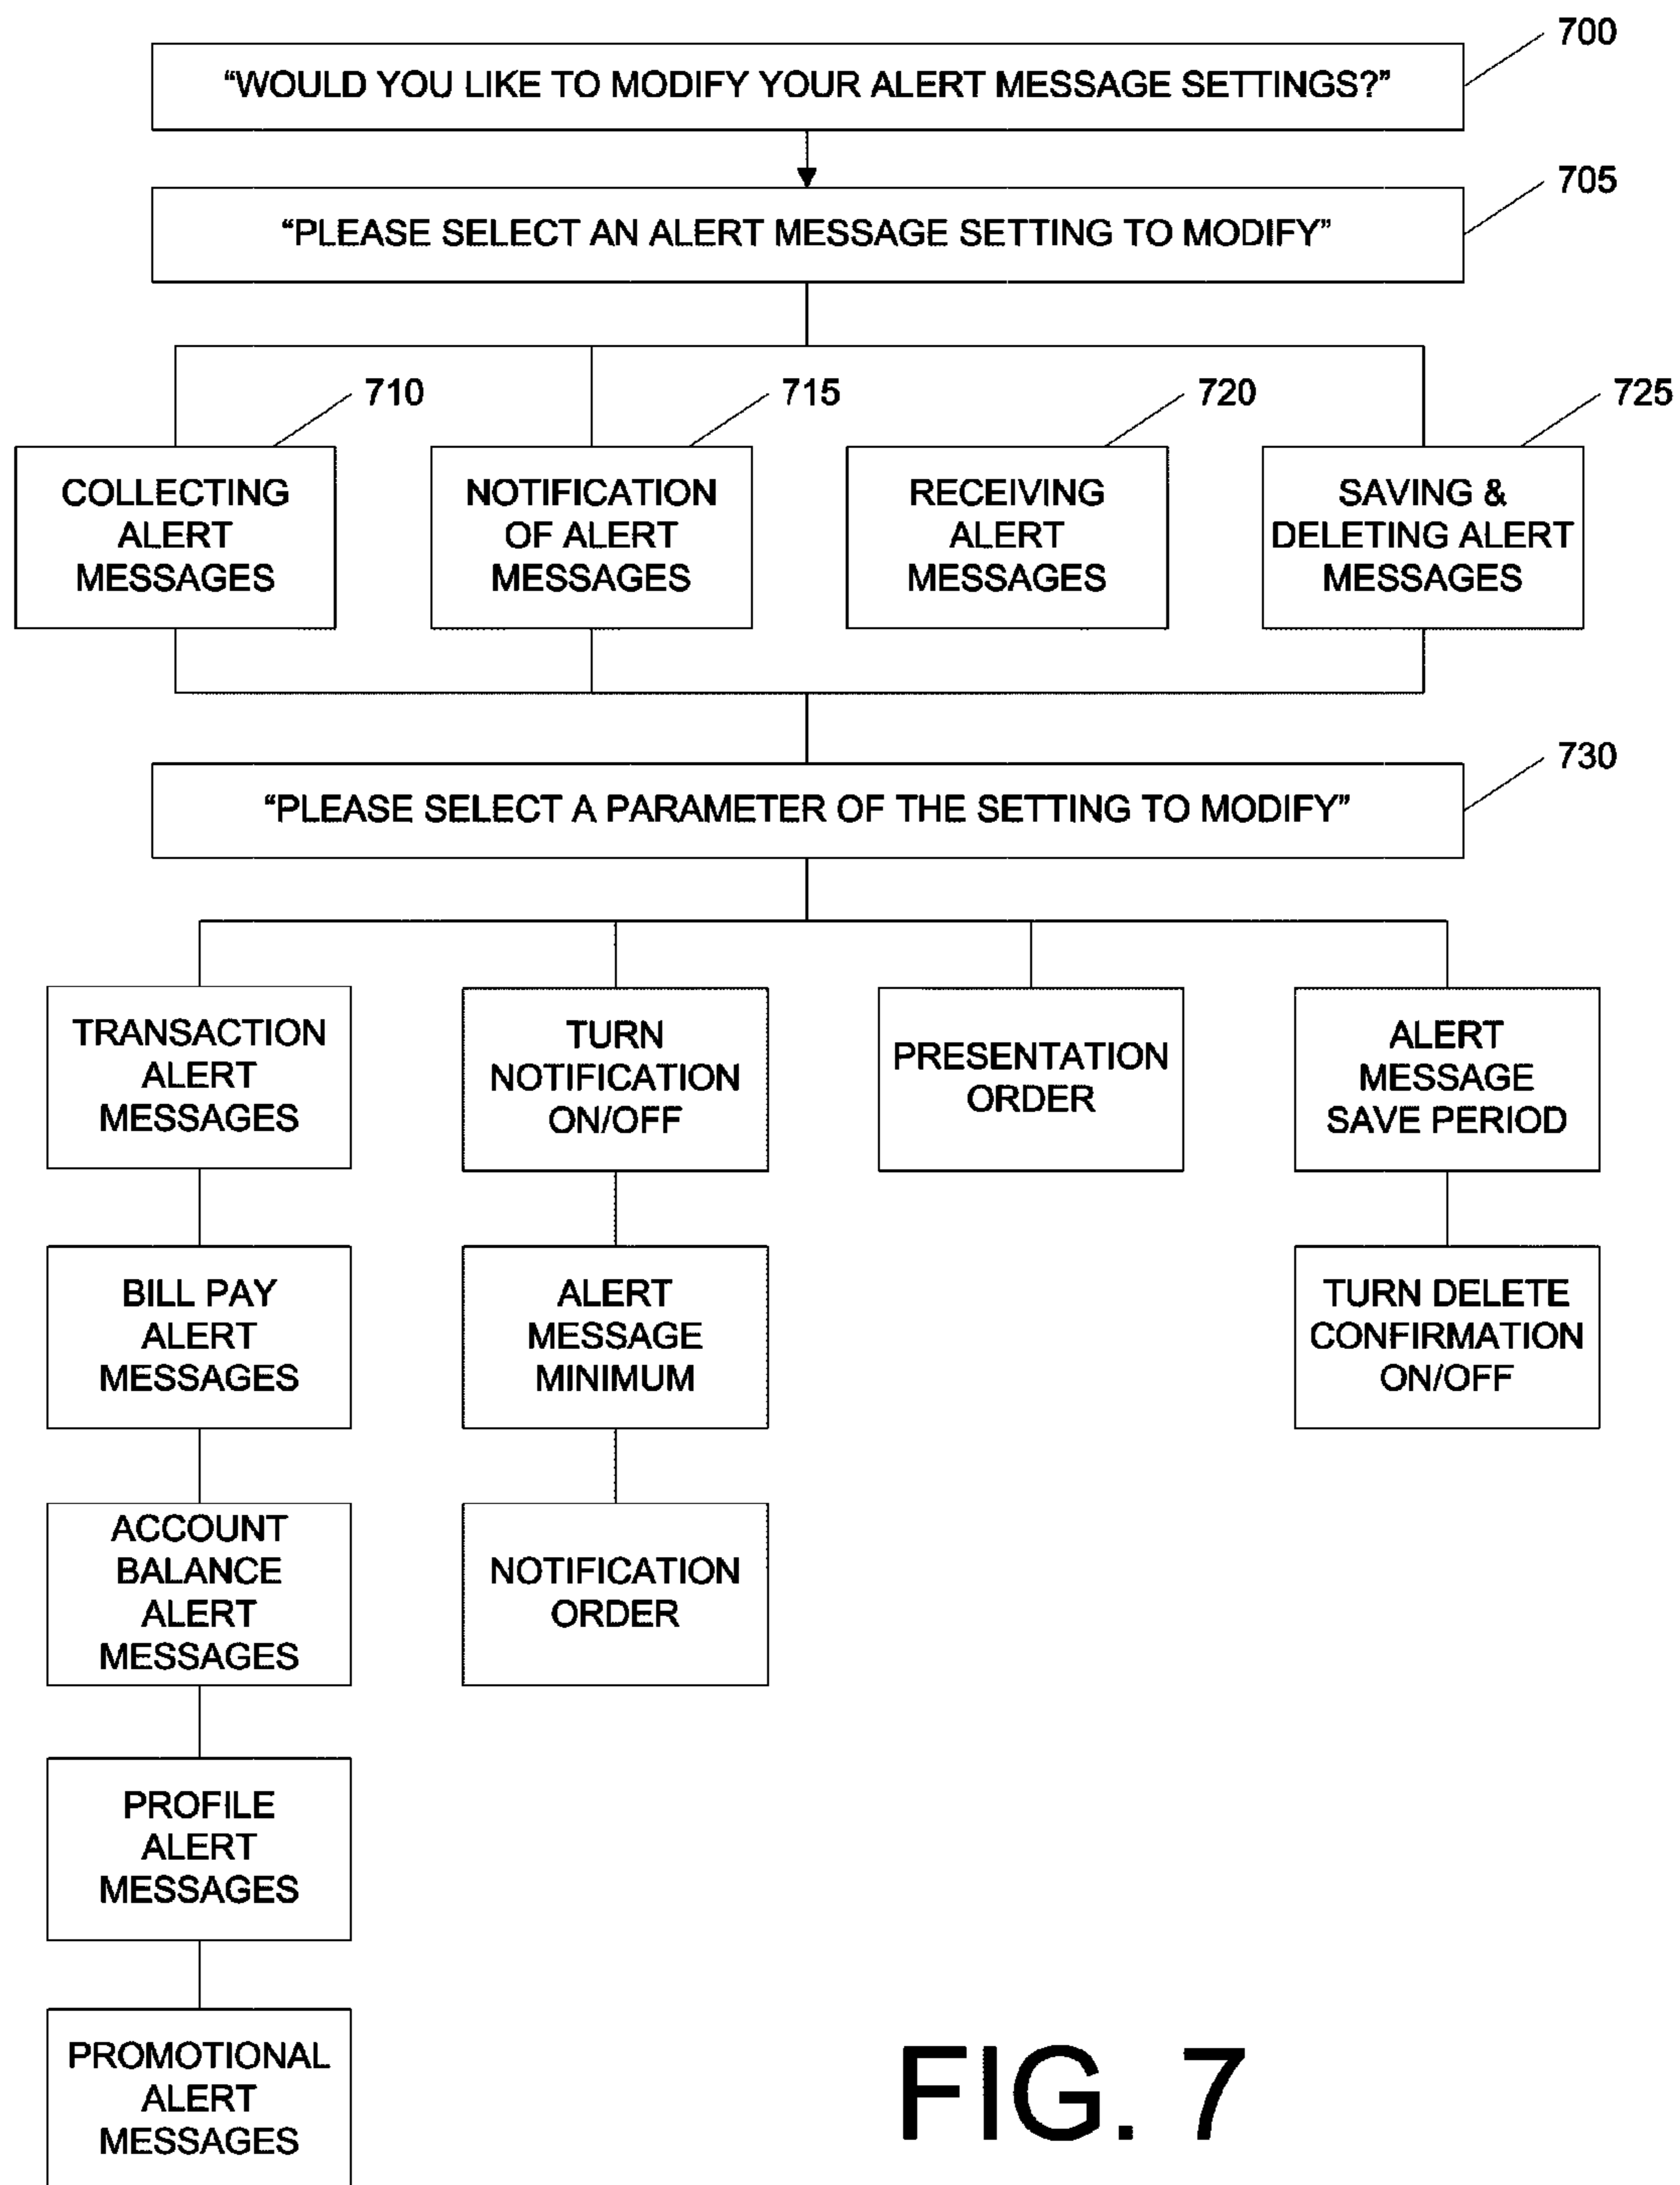 700
“WOULD YOU LIKE TO MODIFY YOUR ALERT MESSAGE SETTINGS?”
705
“PLEASE SELECT AN ALERT MESSAGE SETTING TO MODIFY”
710
COLLECTING
ALERT
MESSAGES
715
NOTIFICATION
OF ALERT
MESSAGES
720
RECEIVING
ALERT
MESSAGES
725
SAVING &
DELETING ALERT
MESSAGES
730
“PLEASE SELECT A PARAMETER OF THE SETTING TO MODIFY”
TRANSACTION
ALERT
MESSAGES
TURN
NOTIFICATION
ON/OFF
PRESENTATION
ORDER
ALERT
MESSAGE
SAVE PERIOD
BILL PAY
ALERT
MESSAGES
ALERT
MESSAGE
MINIMUM
TURN DELETE
CONFIRMATION
ON/OFF
ACCOUNT
BALANCE
ALERT
MESSAGES
NOTIFICATION
ORDER
PROFILE
ALERT
MESSAGES
PROMOTIONAL
ALERT
MESSAGES
FIG. 7